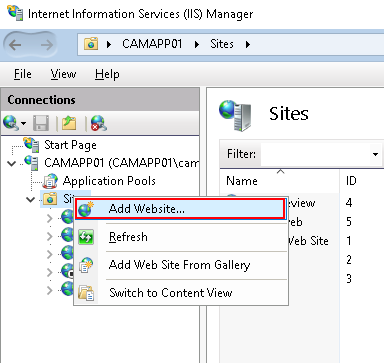 Internet Information Services (IIS) Manager
CAMAPP01 Sites
File View Help
Connections
Start Page
CAMAPP01 (CAMAPP01\cam
Application Pools
Add Website...
Refresh
Add Web Site From Gallery
Switch to Content View
Sites
Filter:
Name ID
eview 4
eb 5
Web Site 1
2
3